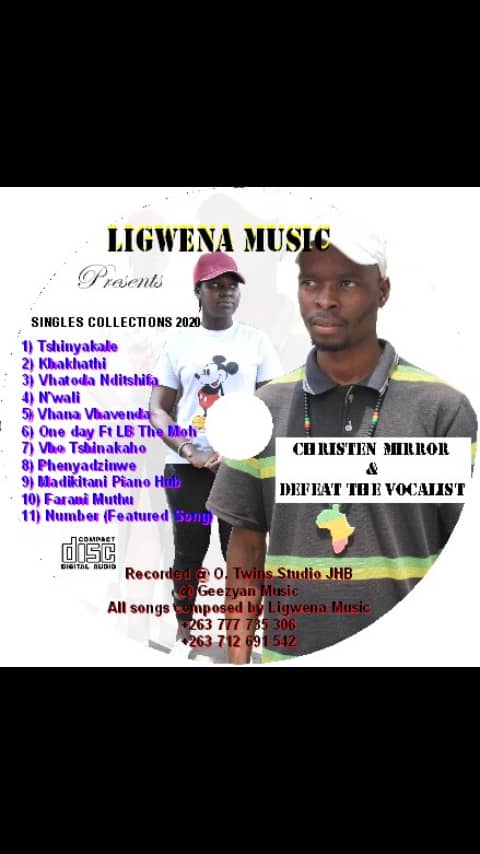 LIGWENA MUSIC
Presents
SINGLES COLLECTIONS 2020
1) Tshinyakale
2) Khakhathi
3) Vhatoda Nditshifa
4) N'wali
5) Vhana Vhavenda
6) One day Ft LB The Moh
7) Vho Tshinakaho
8) Phenyadzinwe
9) Madikitani Piano Hub
10) Farani Muthu
11) Number (Featured Song)
CHRISTEN MIRROR
&
DEFEAT THE VOCALIST
COMPACT
disc
DIGITAL AUDIO
Recorded @ O. Twins Studio JHB
@ Geezyan Music
All songs composed by Ligwena Music
+263 777 735 306
+263 712 691 542